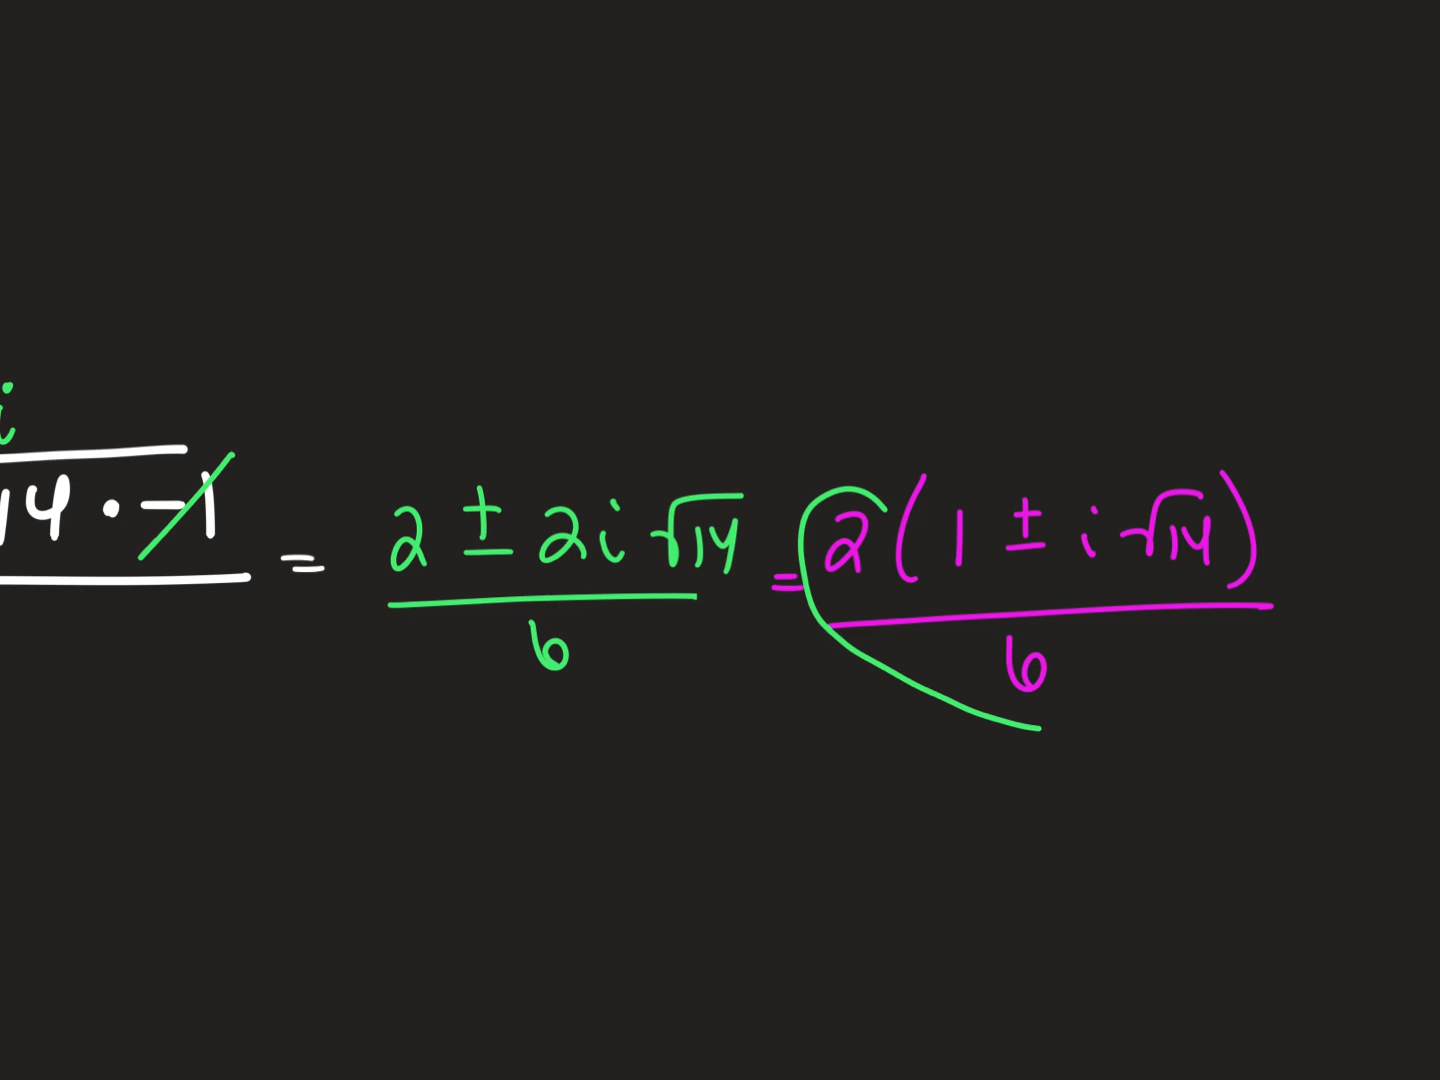 i
14 · -1 = 2 ± 2i√14 = 2(1 ± i√14)
6 6